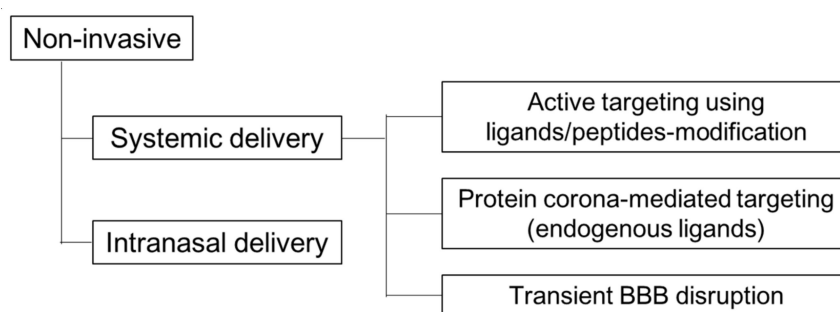 Non-invasive
Systemic delivery
Intranasal delivery
Active targeting using
ligands/peptides-modification
Protein corona-mediated targeting
(endogenous ligands)
Transient BBB disruption